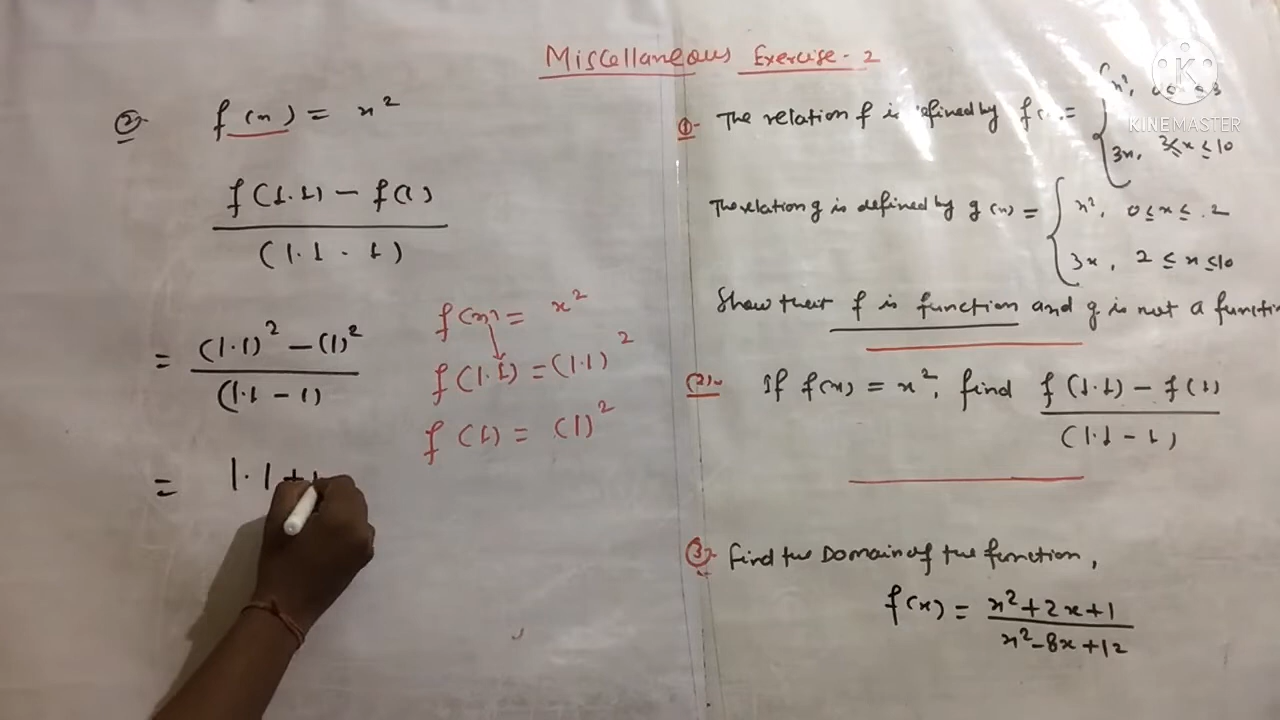 Miscellaneous Exercise - 2
② f(x) = x²
f(1.1) - f(1)
(1.1 - 1)
= (1.1)² - (1)²
(1.1 - 1)
f(x) = x²
f(1.1) = (1.1)²
f(1) = (1)²
= 1.1 +
①- The relation f is defined by
3x, 3≤x≤10
The relation g is defined by g(x) = { x², 0≤x≤.2
3x, 2≤x≤10
Show that f is function and g is not a functi
(2)- If f(x) = x², find f(1.1) - f(1)
(1.1 - 1)
③- Find the Domain of the function,
f(x) = x²+2x+1
x²-8x+12
K
KINEMASTER